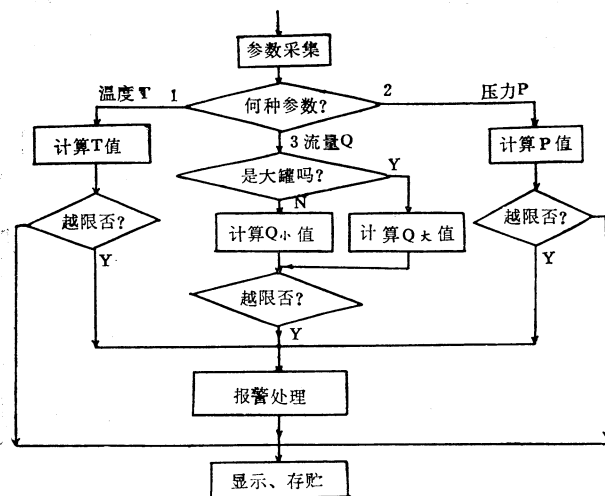 参数采集
温度T
1
何种参数?
2
压力P
计算T值
3流量Q
计算P值
是大罐吗?
Y
N
越限否?
计算Q小值
计算Q大值
越限否?
Y
越限否?
Y
Y
报警处理
显示、存贮